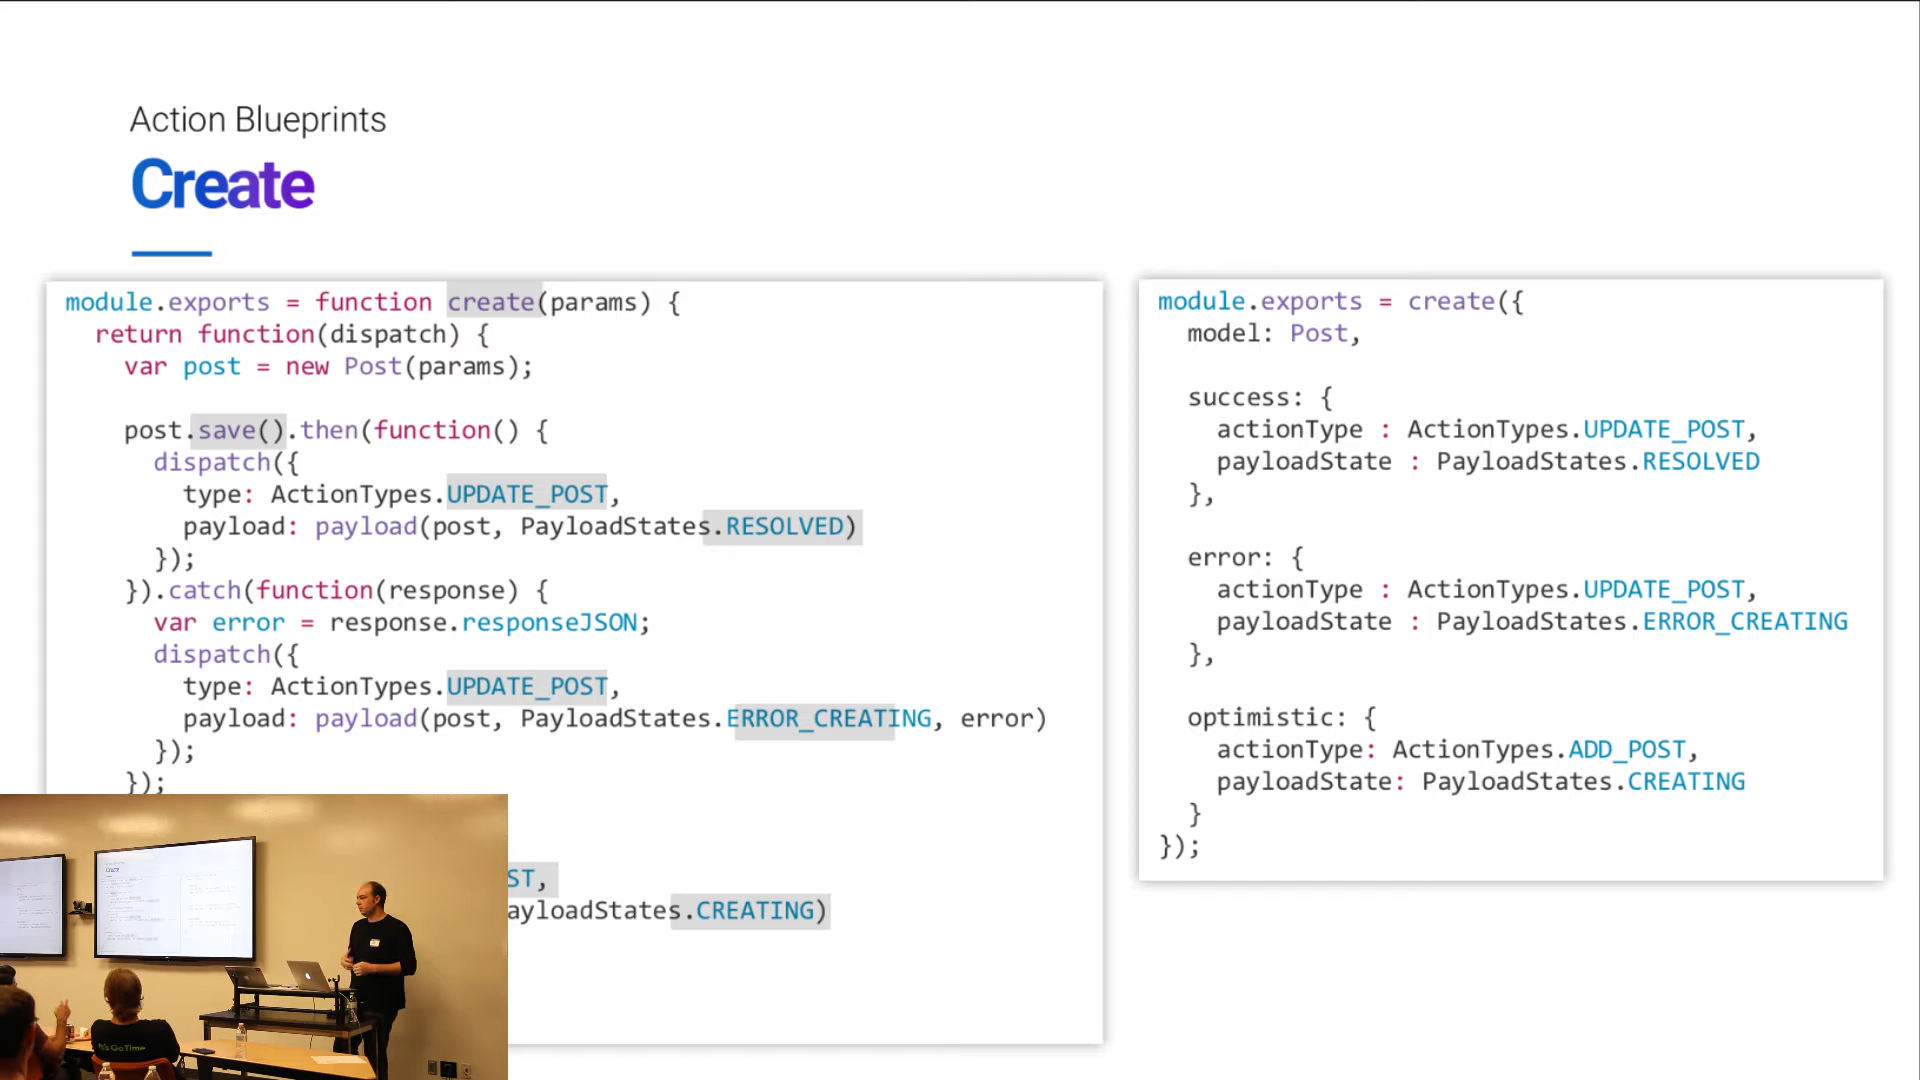 Action Blueprints
Create
module.exports = function create(params) {
return function(dispatch) {
var post = new Post(params);
post.save().then(function() {
dispatch({
type: ActionTypes.UPDATE_POST,
payload: payload(post, PayloadStates.RESOLVED)
});
}).catch(function(response) {
var error = response.responseJSON;
dispatch({
type: ActionTypes.UPDATE_POST,
payload: payload(post, PayloadStates.ERROR_CREATING, error)
});
});
ST,
ayloadStates.CREATING)
module.exports = create({
model: Post,
success: {
actionType : ActionTypes.UPDATE_POST,
payloadState : PayloadStates.RESOLVED
},
error: {
actionType : ActionTypes.UPDATE_POST,
payloadState : PayloadStates.ERROR_CREATING
},
optimistic: {
actionType: ActionTypes.ADD_POST,
payloadState: PayloadStates.CREATING
}
});
Create
Go Time